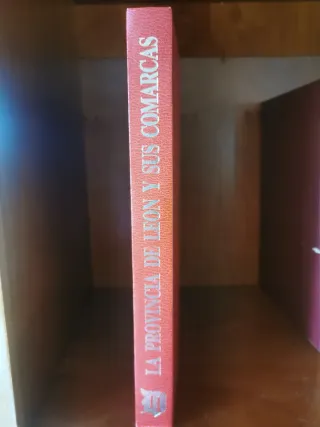 LA PROVINCIA DE LEON Y SUS COMARCAS